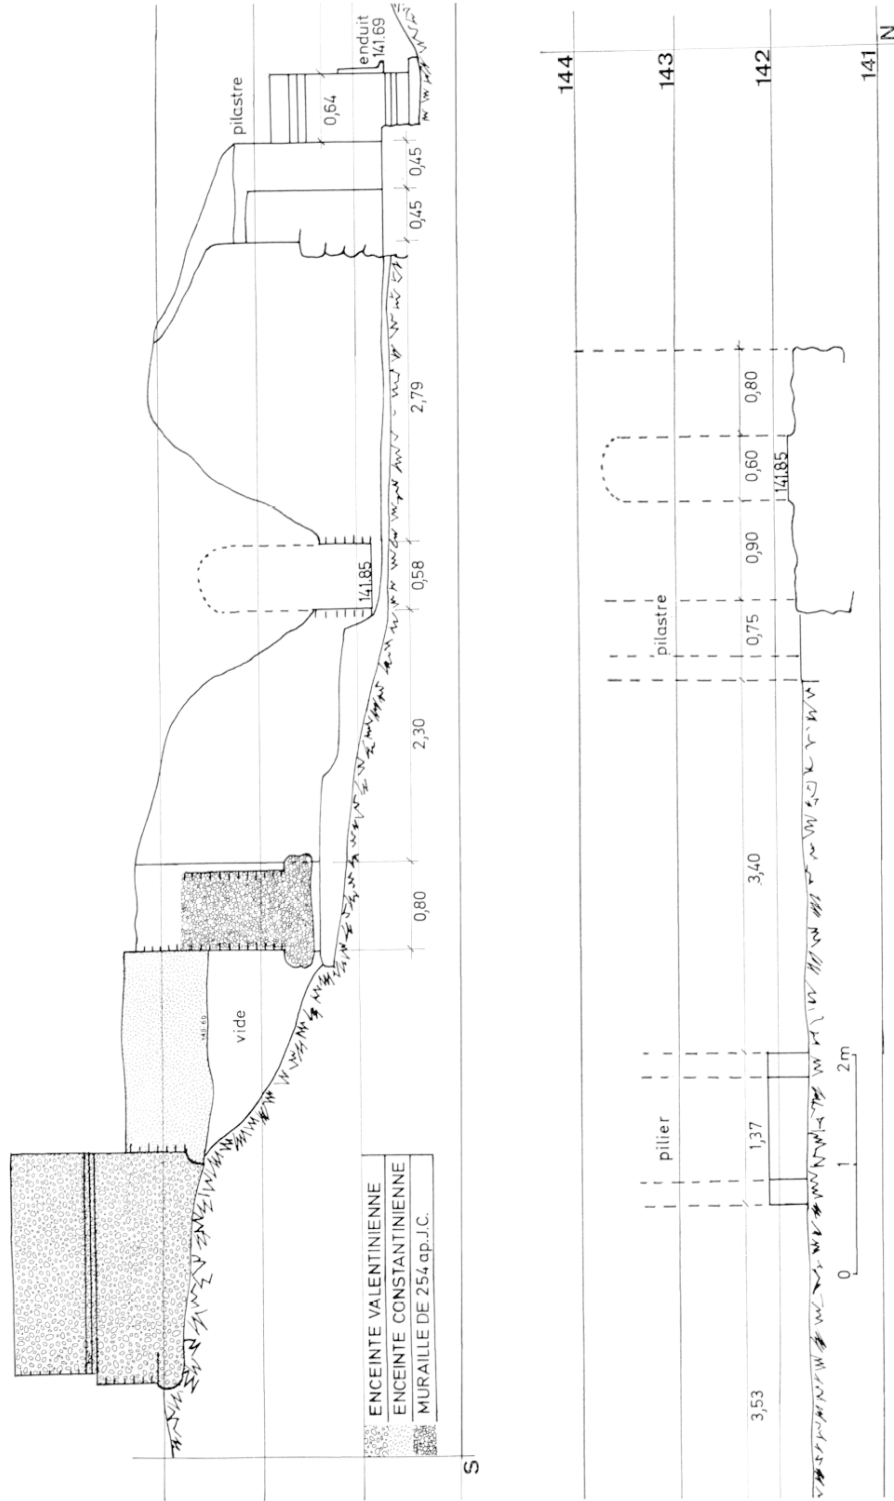 pilastre
enduit
141.69
0,64
0,45
0,45
2,79
141.85
0,58
2,30
0,80
vide
140.60
ENCEINTE VALENTINIENNE
ENCEINTE CONSTANTINIENNE
MURAILLE DE 254 ap.J.C.
S
144
143
142
141
N
0,80
0,60
141.85
0,90
pilastre
0,75
3,40
pilier
1,37
3,53
0
1
2m